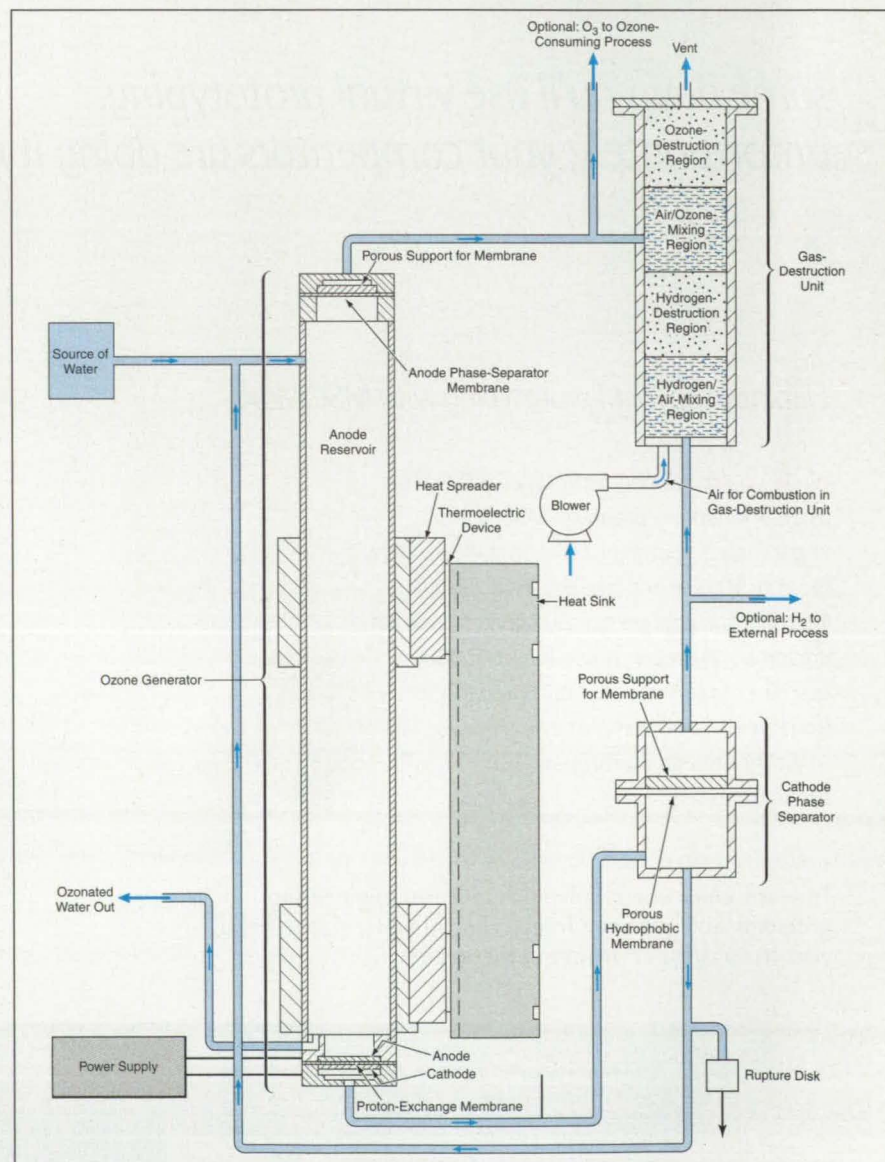 Optional: O3 to Ozone-
Consuming Process
Vent
Ozone-
Destruction
Region
Air/Ozone-
Mixing
Region
Hydrogen-
Destruction
Region
Hydrogen/
Air-Mixing
Region
Gas-
Destruction
Unit
Porous Support for Membrane
Source of
Water
Anode Phase-Separator
Membrane
Anode
Reservoir
Heat Spreader
Thermoelectric
Device
Blower
Air for Combustion in
Gas-Destruction Unit
Heat Sink
Optional: H2 to
External Process
Ozone Generator
Porous Support
for Membrane
Cathode
Phase
Separator
Ozonated
Water Out
Porous
Hydrophobic
Membrane
Power Supply
Anode
Cathode
Proton-Exchange Membrane
Rupture Disk